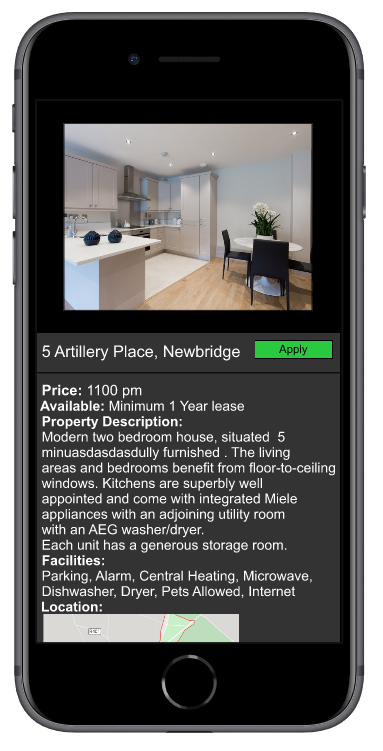 5 Artillery Place, Newbridge
Apply
Price: 1100 pm
Available: Minimum 1 Year lease
Property Description:
Modern two bedroom house, situated 5
minuasdasdasdully furnished . The living
areas and bedrooms benefit from floor-to-ceiling
windows. Kitchens are superbly well
appointed and come with integrated Miele
appliances with an adjoining utility room
with an AEG washer/dryer.
Each unit has a generous storage room.
Facilities:
Parking, Alarm, Central Heating, Microwave,
Dishwasher, Dryer, Pets Allowed, Internet
Location: